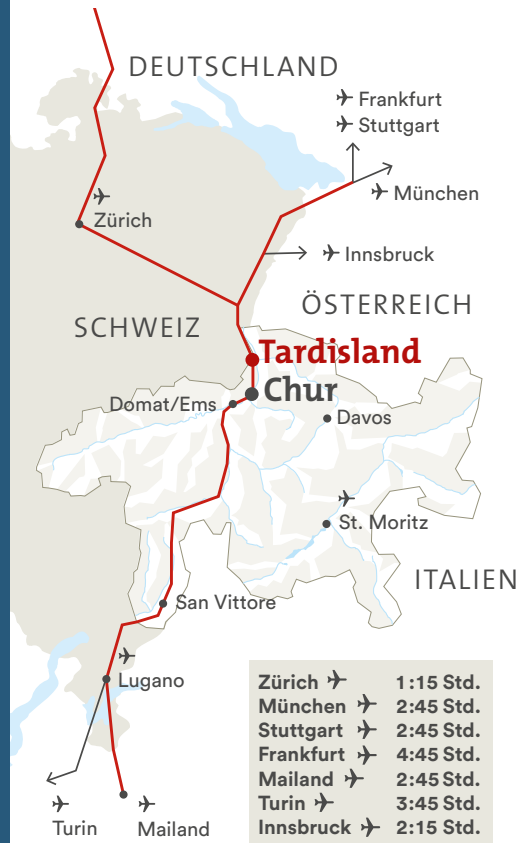 DEUTSCHLAND
Frankfurt
Stuttgart
München
Zürich
Innsbruck
ÖSTERREICH
SCHWEIZ
Tardisland
Chur
Domat/Ems
Davos
St. Moritz
ITALIEN
San Vittore
Lugano
Turin
Mailand
Zürich 1:15 Std.
München 2:45 Std.
Stuttgart 2:45 Std.
Frankfurt 4:45 Std.
Mailand 2:45 Std.
Turin 3:45 Std.
Innsbruck 2:15 Std.